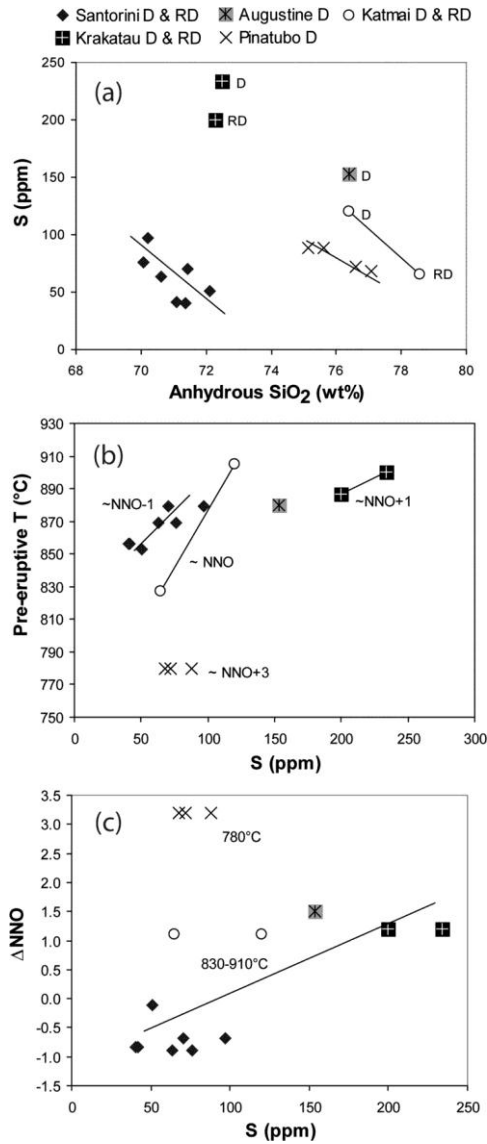 Santorini D & RD Augustine D Katmai D & RD
Krakatau D & RD Pinatubo D
(a)
S (ppm)
250
200
150
100
50
0
D
RD
D
D
RD
68 70 72 74 76 78 80
Anhydrous SiO₂ (wt%)
(b)
Pre-eruptive T (°C)
930
910
890
870
850
830
810
790
770
750
~NNO-1
~ NNO
~NNO+1
~ NNO+3
0 50 100 150 200 250 300
S (ppm)
(c)
ΔNNO
3.5
3.0
2.5
2.0
1.5
1.0
0.5
0.0
-0.5
-1.0
-1.5
780°C
830-910°C
0 50 100 150 200 250
S (ppm)